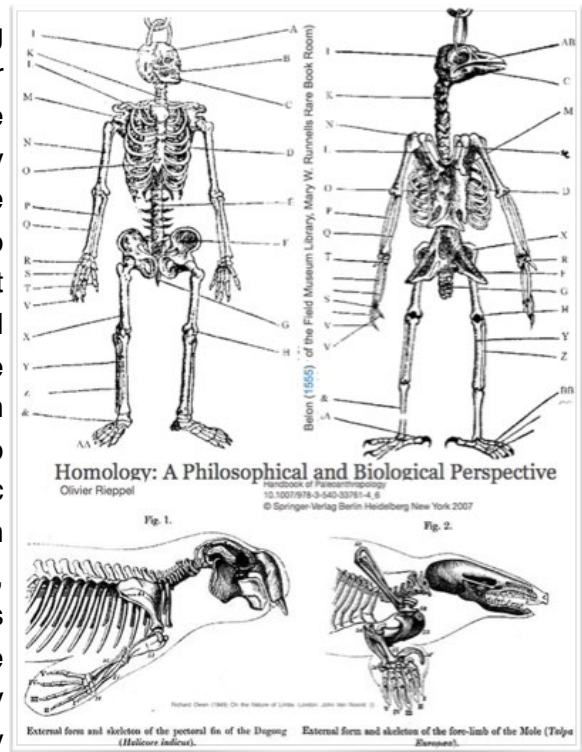 I
K
L
M
N
O
P
Q
R
S
T
V
X
Y
Z
&
AA
A
B
C
D
F
G
H
Belon (1555) of the Field Museum Library, Mary W. Runnells Rare Book Room)
I
K
N
L
O
P
Q
T
S
V
V
&
A
AB
C
M
D
X
R
F
G
H
Y
Z
BB
Homology: A Philosophical and Biological Perspective
Olivier Rieppel
Handbook of Paleoanthropology
10.1007/978-3-540-33761-4_6
© Springer-Verlag Berlin Heidelberg New York 2007
Fig. 1.
Fig. 2.
Richard Owen (1849) On the Nature of Limbs. London: John Van Voorst
External form and skeleton of the pectoral fin of the Dugong
(Halicore indicus).
External form and skeleton of the fore-limb of the Mole (Talpa
Europæa).